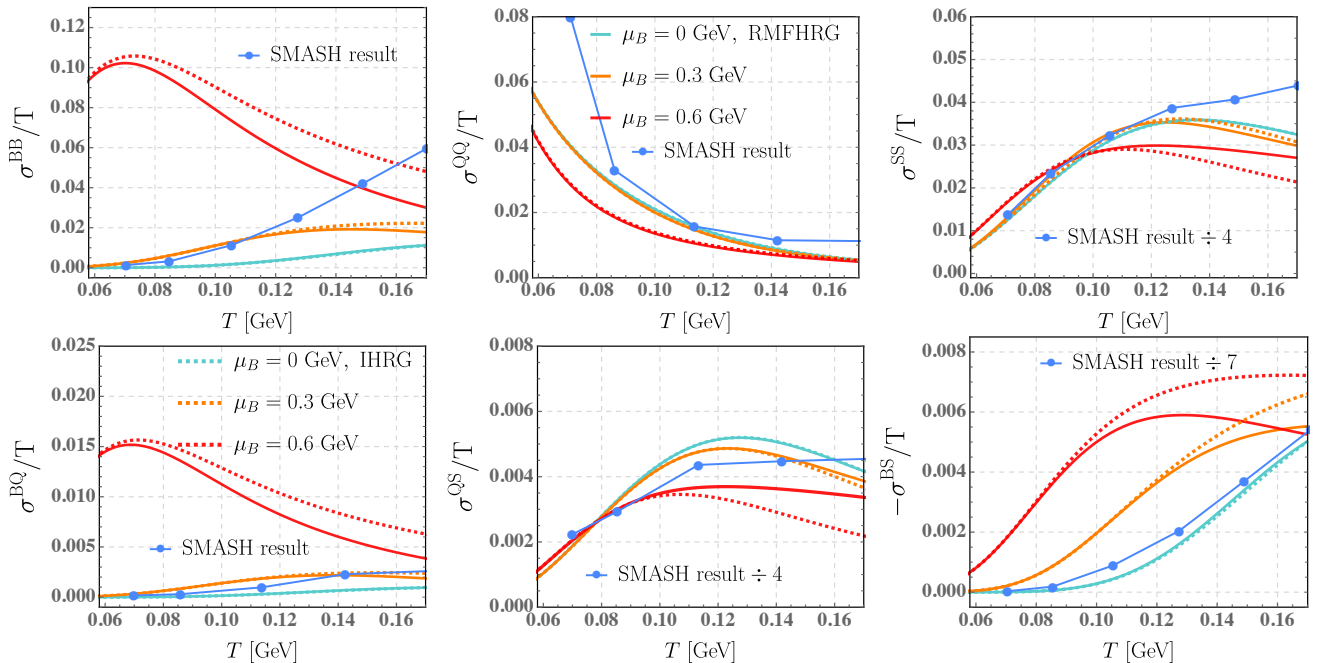 0.12
0.10
0.08
0.06
0.04
0.02
0.00
σ^BB/T
SMASH result
0.06 0.08 0.10 0.12 0.14 0.16
T [GeV]
0.08
0.06
0.04
0.02
0.00
σ^QQ/T
μ_B = 0 GeV, RMFHRG
μ_B = 0.3 GeV
μ_B = 0.6 GeV
SMASH result
0.06 0.08 0.10 0.12 0.14 0.16
T [GeV]
0.06
0.05
0.04
0.03
0.02
0.01
0.00
σ^SS/T
SMASH result ÷ 4
0.06 0.08 0.10 0.12 0.14 0.16
T [GeV]
0.025
0.020
0.015
0.010
0.005
0.000
σ^BQ/T
μ_B = 0 GeV, IHRG
μ_B = 0.3 GeV
μ_B = 0.6 GeV
SMASH result
0.06 0.08 0.10 0.12 0.14 0.16
T [GeV]
0.008
0.006
0.004
0.002
0.000
σ^QS/T
SMASH result ÷ 4
0.06 0.08 0.10 0.12 0.14 0.16
T [GeV]
0.008
0.006
0.004
0.002
0.000
−σ^BS/T
SMASH result ÷ 7
0.06 0.08 0.10 0.12 0.14 0.16
T [GeV]